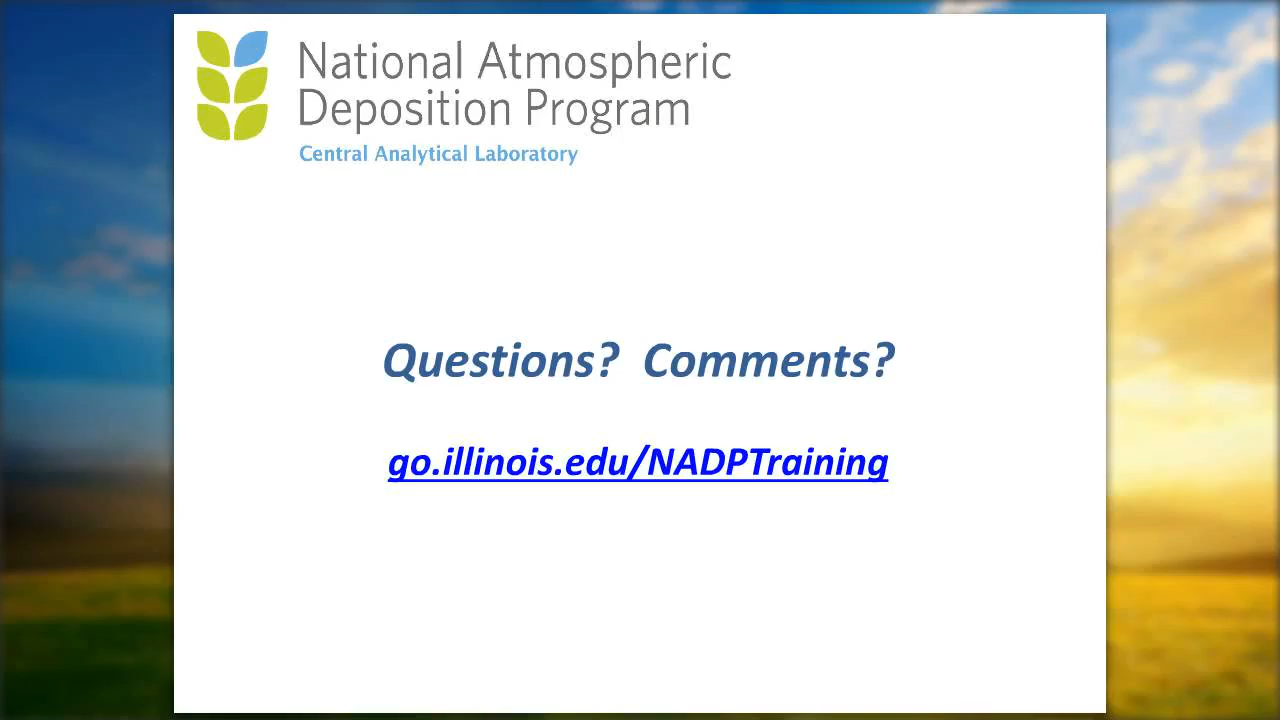 National Atmospheric
Deposition Program
Central Analytical Laboratory
Questions? Comments?
go.illinois.edu/NADPTraining